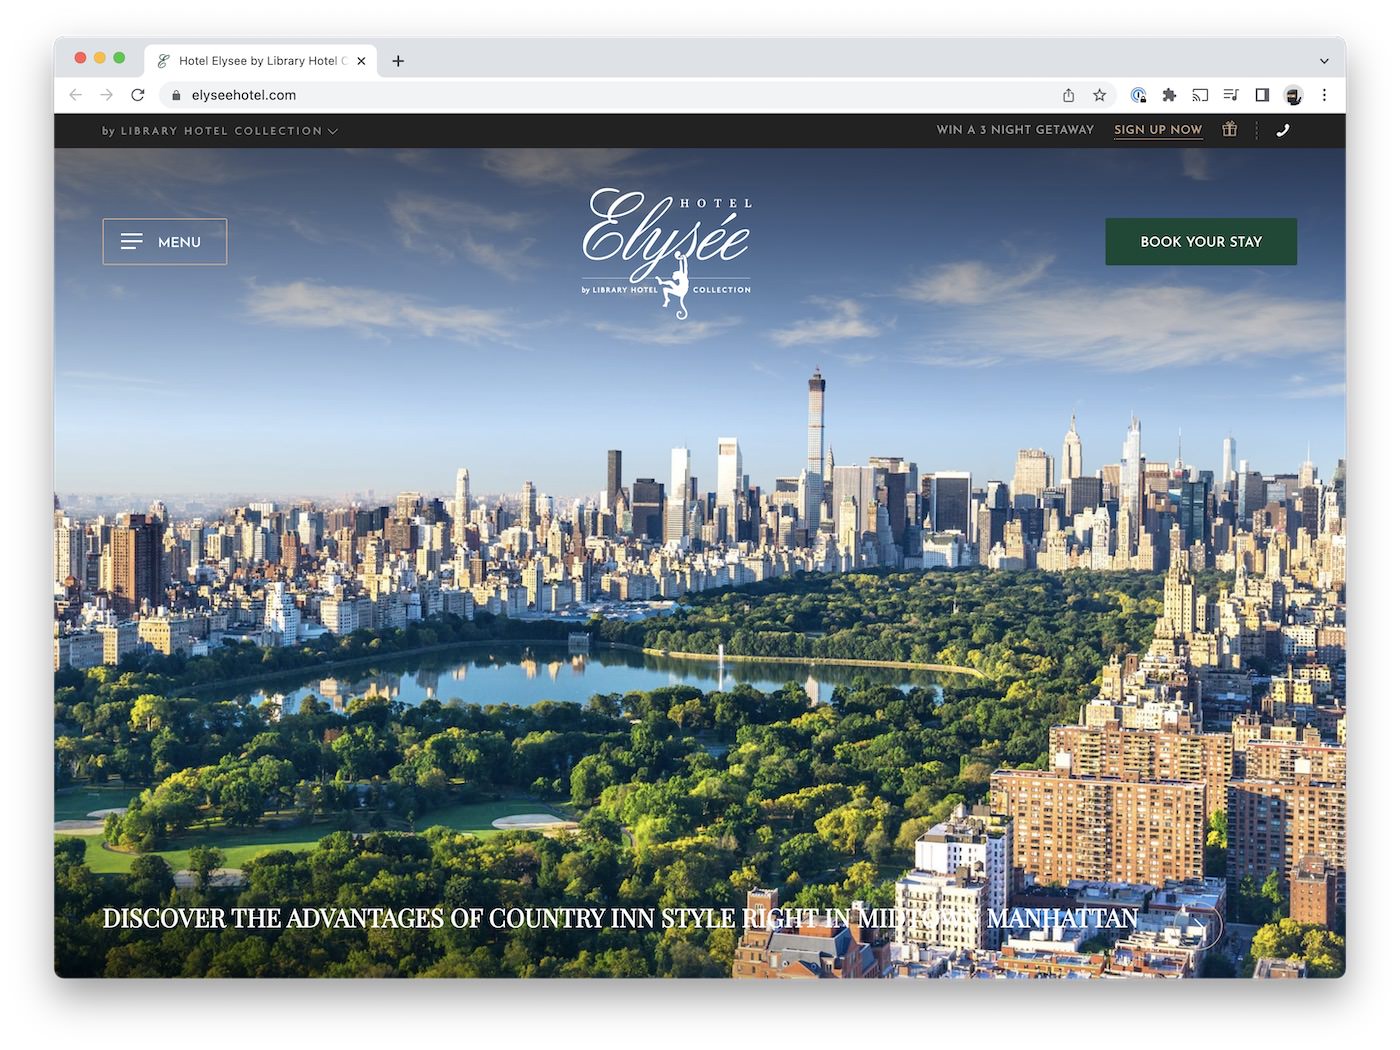 Hotel Elysee by Library Hotel C
elyseehotel.com
by LIBRARY HOTEL COLLECTION
WIN A 3 NIGHT GETAWAY
SIGN UP NOW
MENU
HOTEL
Elysée
by LIBRARY HOTEL COLLECTION
BOOK YOUR STAY
DISCOVER THE ADVANTAGES OF COUNTRY INN STYLE RIGHT IN MIDTOWN MANHATTAN